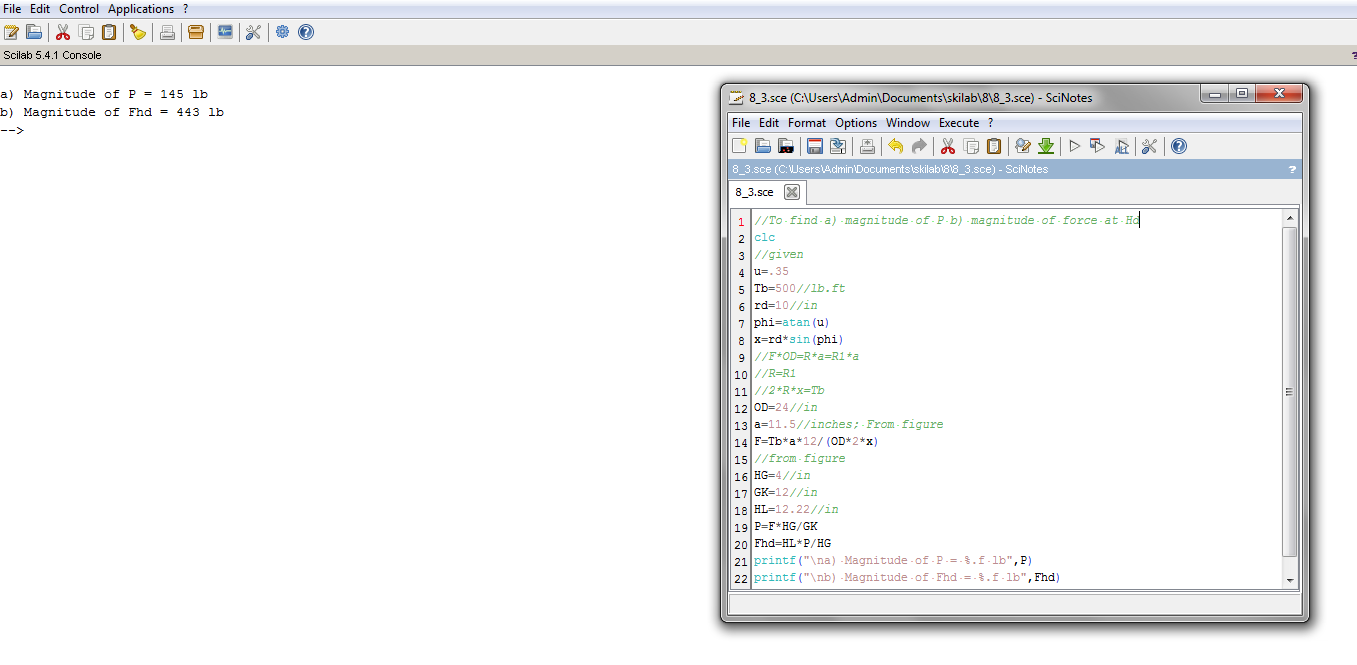 File Edit Control Applications ?
Scilab 5.4.1 Console
?
a) Magnitude of P = 145 lb
b) Magnitude of Fhd = 443 lb
-->
8_3.sce (C:\Users\Admin\Documents\skilab\8\8_3.sce) - SciNotes
File Edit Format Options Window Execute ?
8_3.sce (C:\Users\Admin\Documents\skilab\8\8_3.sce) - SciNotes ?
8_3.sce
1 //To find a) magnitude of P b) magnitude of force at Hd
2 clc
3 //given
4 u=.35
5 Tb=500//lb.ft
6 rd=10//in
7 phi=atan(u)
8 x=rd*sin(phi)
9 //F*OD=R*a=R1*a
10 //R=R1
11 //2*R*x=Tb
12 OD=24//in
13 a=11.5//inches; From figure
14 F=Tb*a*12/(OD*2*x)
15 //from figure
16 HG=4//in
17 GK=12//in
18 HL=12.22//in
19 P=F*HG/GK
20 Fhd=HL*P/HG
21 printf("\na) Magnitude of P = %.f lb",P)
22 printf("\nb) Magnitude of Fhd = %.f lb",Fhd)